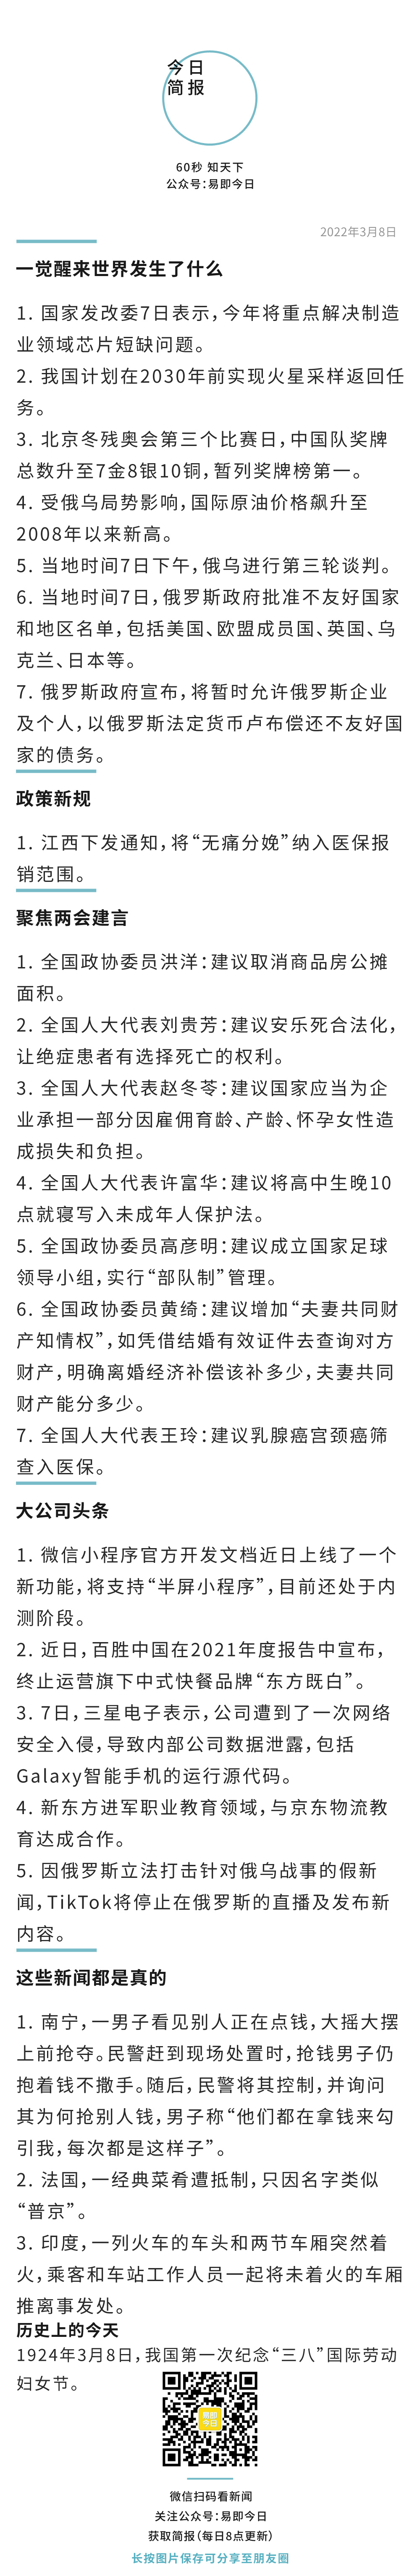 今日
简报
60秒 知天下
公众号:易即今日
2022年3月8日
一觉醒来世界发生了什么
1. 国家发改委7日表示,今年将重点解决制造
业领域芯片短缺问题。
2. 我国计划在2030年前实现火星采样返回任
务。
3. 北京冬残奥会第三个比赛日,中国队奖牌
总数升至7金8银10铜,暂列奖牌榜第一。
4. 受俄乌局势影响,国际原油价格飙升至
2008年以来新高。
5. 当地时间7日下午,俄乌进行第三轮谈判。
6. 当地时间7日,俄罗斯政府批准不友好国家
和地区名单,包括美国、欧盟成员国、英国、乌
克兰、日本等。
7. 俄罗斯政府宣布,将暂时允许俄罗斯企业
及个人,以俄罗斯法定货币卢布偿还不友好国
家的债务。
政策新规
1. 江西下发通知,将“无痛分娩”纳入医保报
销范围。
聚焦两会建言
1. 全国政协委员洪洋:建议取消商品房公摊
面积。
2. 全国人大代表刘贵芳:建议安乐死合法化,
让绝症患者有选择死亡的权利。
3. 全国人大代表赵冬苓:建议国家应当为企
业承担一部分因雇佣育龄、产龄、怀孕女性造
成损失和负担。
4. 全国人大代表许富华:建议将高中生晚10
点就寝写入未成年人保护法。
5. 全国政协委员高彦明:建议成立国家足球
领导小组,实行“部队制”管理。
6. 全国政协委员黄绮:建议增加“夫妻共同财
产知情权”,如凭借结婚有效证件去查询对方
财产,明确离婚经济补偿该补多少,夫妻共同
财产能分多少。
7. 全国人大代表王玲:建议乳腺癌宫颈癌筛
查入医保。
大公司头条
1. 微信小程序官方开发文档近日上线了一个
新功能,将支持“半屏小程序”,目前还处于内
测阶段。
2. 近日,百胜中国在2021年度报告中宣布,
终止运营旗下中式快餐品牌“东方既白”。
3. 7日,三星电子表示,公司遭到了一次网络
安全入侵,导致内部公司数据泄露,包括
Galaxy智能手机的运行源代码。
4. 新东方进军职业教育领域,与京东物流教
育达成合作。
5. 因俄罗斯立法打击针对俄乌战事的假新
闻,TikTok将停止在俄罗斯的直播及发布新
内容。
这些新闻都是真的
1. 南宁,一男子看见别人正在点钱,大摇大摆
上前抢夺。民警赶到现场处置时,抢钱男子仍
抱着钱不撒手。随后,民警将其控制,并询问
其为何抢别人钱,男子称“他们都在拿钱来勾
引我,每次都是这样子”。
2. 法国,一经典菜肴遭抵制,只因名字类似
“普京”。
3. 印度,一列火车的车头和两节车厢突然着
火,乘客和车站工作人员一起将未着火的车厢
推离事发处。
历史上的今天
1924年3月8日,我国第一次纪念“三八”国际劳动
妇女节。
易即
今日
微信扫码看新闻
关注公众号:易即今日
获取简报(每日8点更新)
长按图片保存可分享至朋友圈